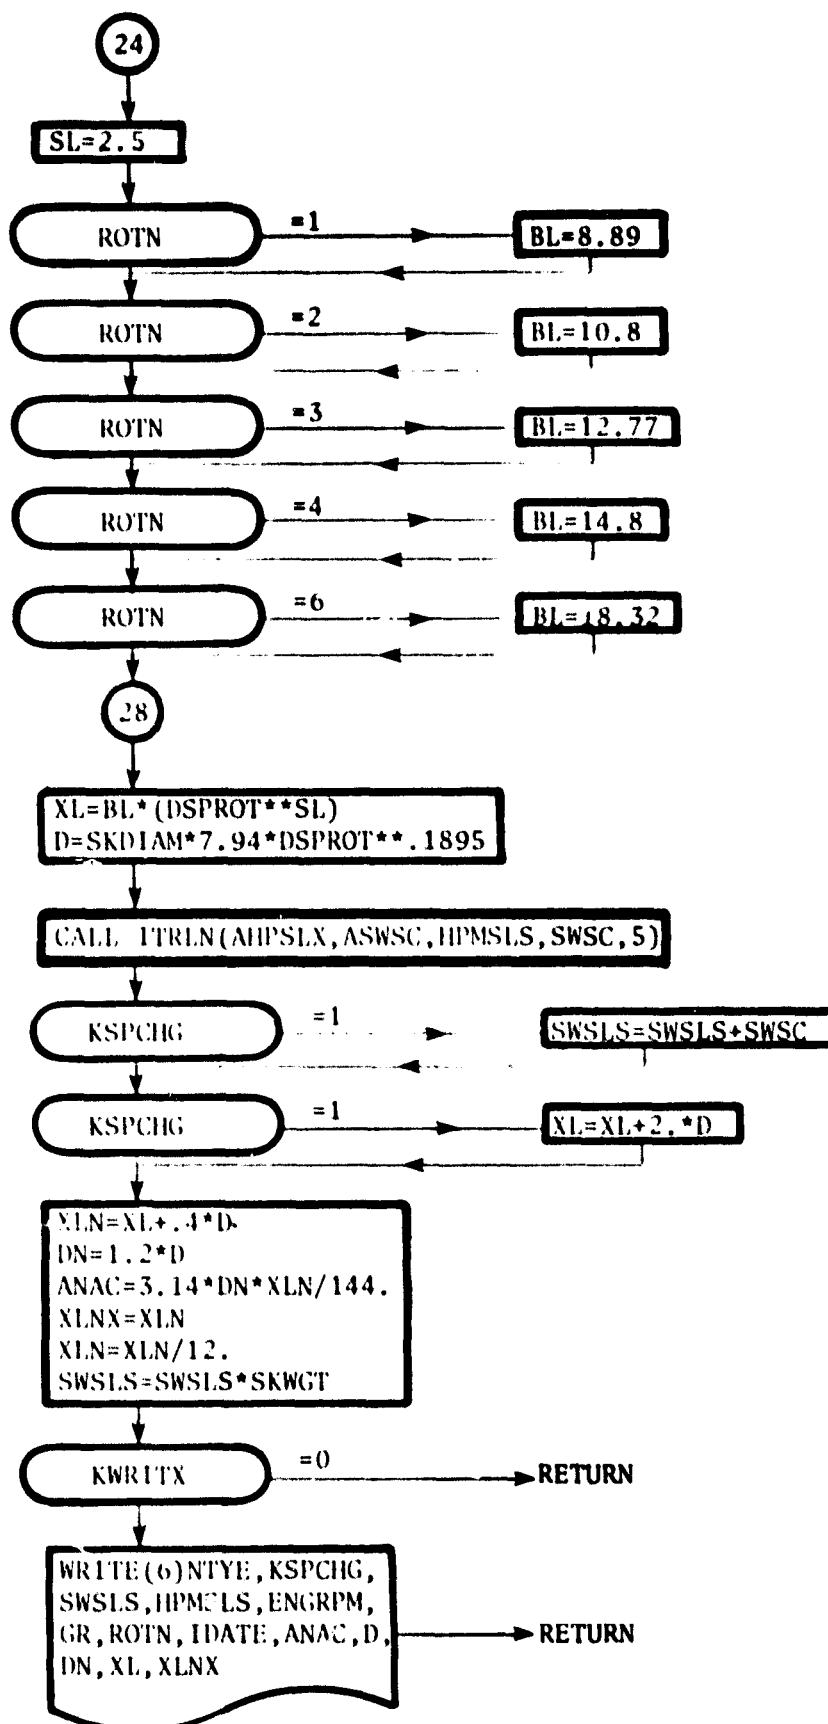 24
SL=2.5
ROTN =1 BL=8.89
ROTN =2 BL=10.8
ROTN =3 BL=12.77
ROTN =4 BL=14.8
ROTN =6 BL=18.32
28
XL=BL*(DSPROT**SL)
D=SKDIAM*7.94*DSPROT**.1895
CALL ITRLN(AHPSLX,ASWSC,HPMSLS,SWSC,5)
KSPCHG =1 SWSLS=SWSLS+SWSC
KSPCHG =1 XL=XL+2.*D
XLN=XL+.4*D
DN=1.2*D
ANAC=3.14*DN*XLN/144.
XLNX=XLN
XLN=XLN/12.
SWSLS=SWSLS*SKWGT
KWRITX =0 RETURN
WRITE(6)NTYE,KSPCHG,
SWSLS,HPMSLS,ENGRPM,
GR,ROTN,IDATE,ANAC,D, RETURN
DN,XL,XLNX